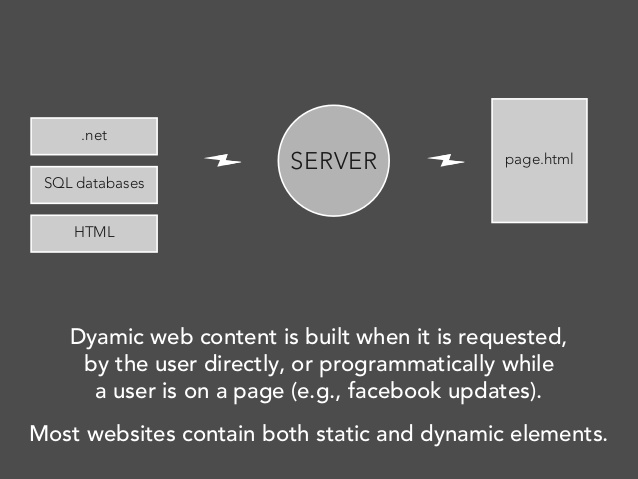 .net
SQL databases
HTML
SERVER
page.html
Dyamic web content is built when it is requested,
by the user directly, or programmatically while
a user is on a page (e.g., facebook updates).
Most websites contain both static and dynamic elements.